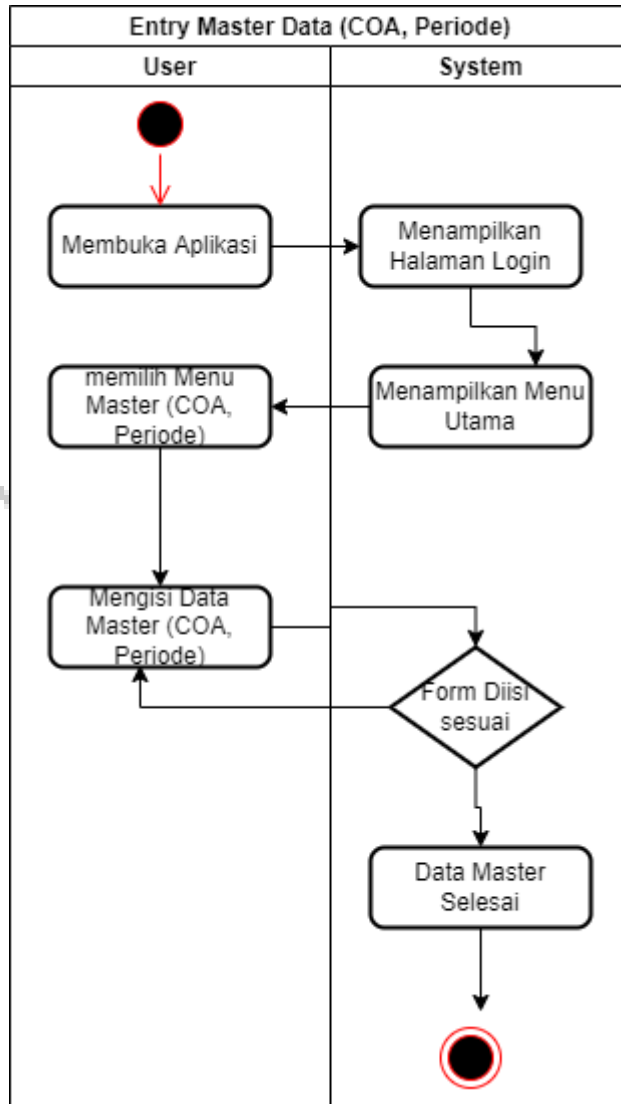 Entry Master Data (COA, Periode)
User
System
Membuka Aplikasi
Menampilkan
Halaman Login
memilih Menu
Master (COA,
Periode)
Menampilkan Menu
Utama
Mengisi Data
Master (COA,
Periode)
Form Diisi
sesuai
Data Master
Selesai